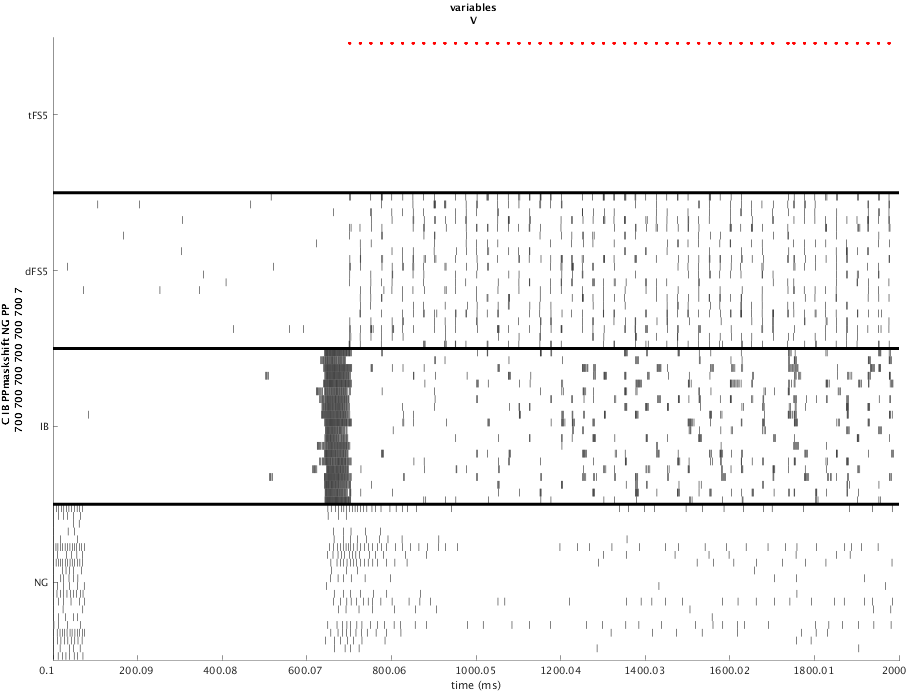 variables
V
tFS5
dFS5
IB
NG
C IB PPmaskshift NG PP
700 700 700 700 700 700 7
0.1 200.09 400.08 600.07 800.06 1000.05 1200.04 1400.03 1600.02 1800.01 2000
time (ms)